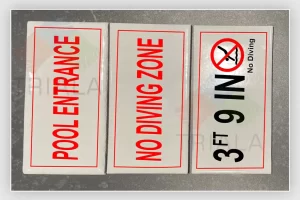 POOL ENTRANCE
NO DIVING ZONE
3 FT 9 IN
No Diving